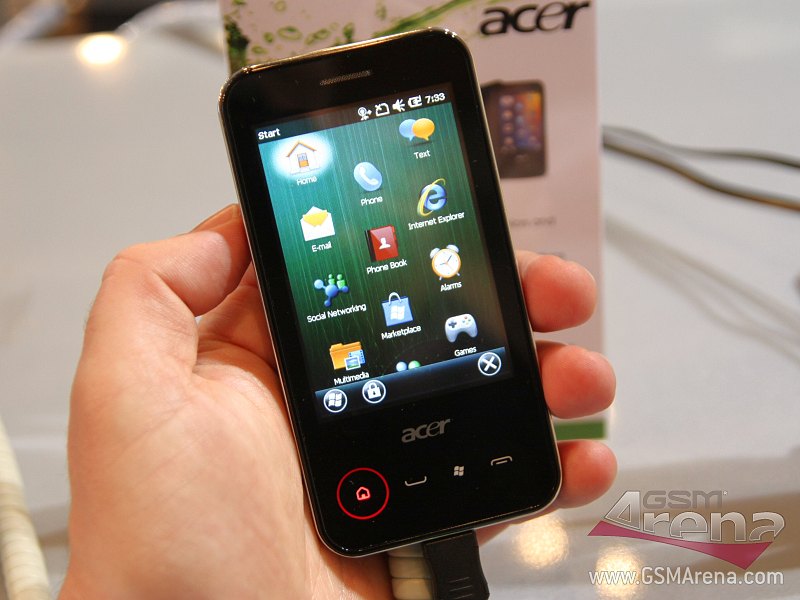 acer
7:33
Start
Home
Text
Phone
Internet Explorer
E-mail
Phone Book
Alarms
Social Networking
Marketplace
Games
Multimedia
acer
GSM
Arena
www.GSMArena.com